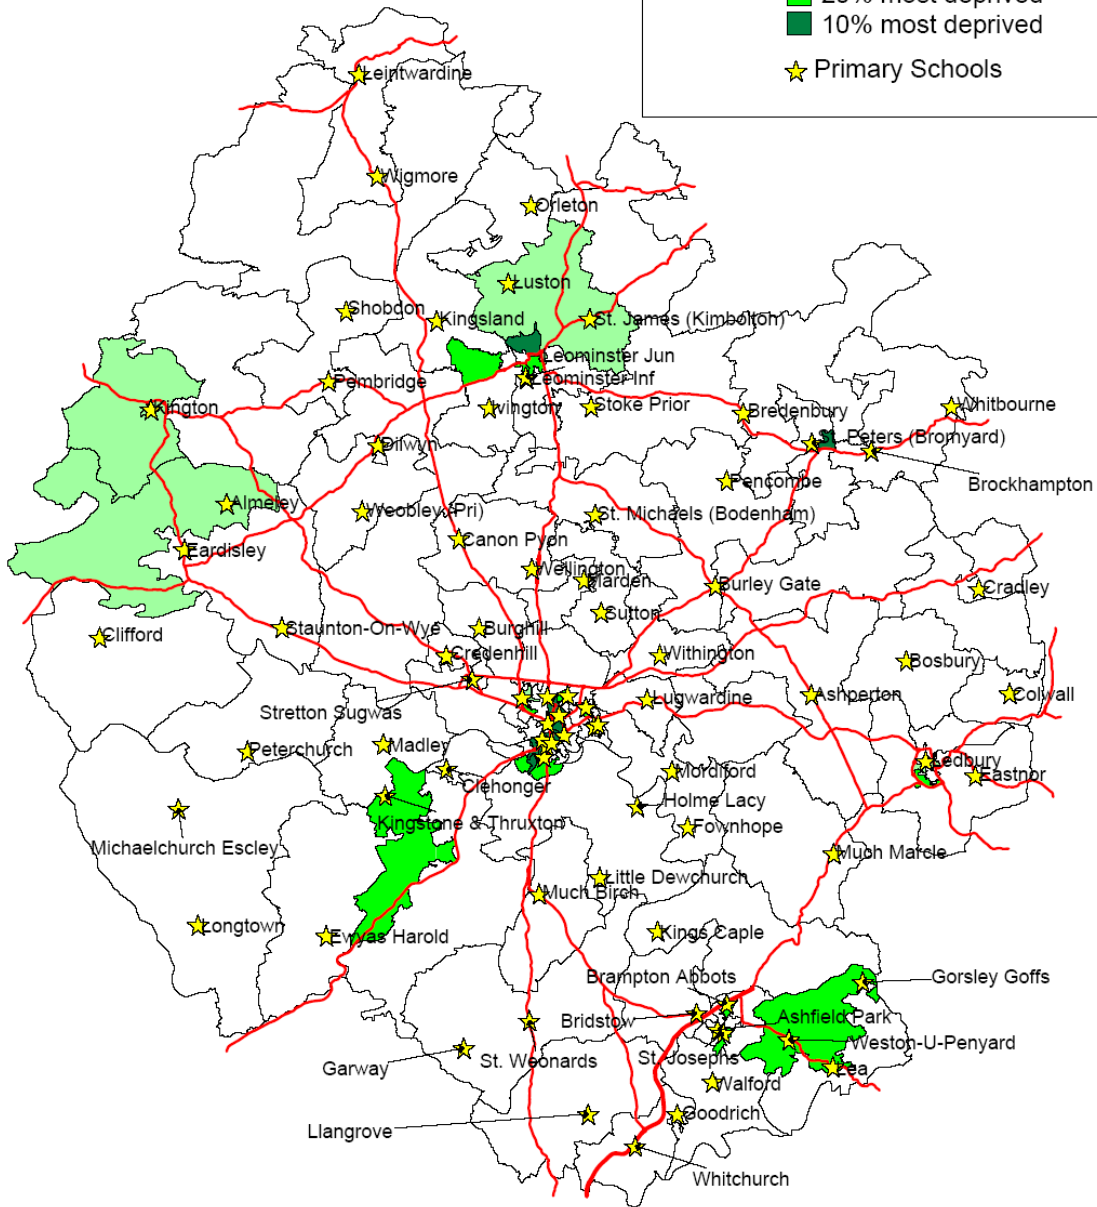 25% most deprived
10% most deprived
Primary Schools
Leintwardine
Wigmore
Orleton
Luston
Shobdon
Kingsland
St. James (Kimbolton)
Leominster Jun
Leominster Inf
Pembridge
Kington
Ivington
Stoke Prior
Bredenbury
Whitbourne
St. Peters (Bromyard)
Dilwyn
Pencombe
Brockhampton
Almeley
Weobley (Pri)
St. Michaels (Bodenham)
Canon Pyon
Eardisley
Wellington
Marden
Burley Gate
Cradley
Sutton
Clifford
Staunton-On-Wye
Burghill
Credenhill
Withington
Bosbury
Stretton Sugwas
Lugwardine
Ashperton
Colwall
Peterchurch
Madley
Ledbury
Eastnor
Mordiford
Clehonger
Holme Lacy
Kingstone & Thruxton
Fownhope
Michaelchurch Escley
Much Marcle
Little Dewchurch
Much Birch
Longtown
Ewyas Harold
Kings Caple
Brampton Abbots
Gorsley Goffs
Bridstow
Ashfield Park
Weston-U-Penyard
St. Weonards
St. Josephs
Garway
Lea
Walford
Goodrich
Llangrove
Whitchurch